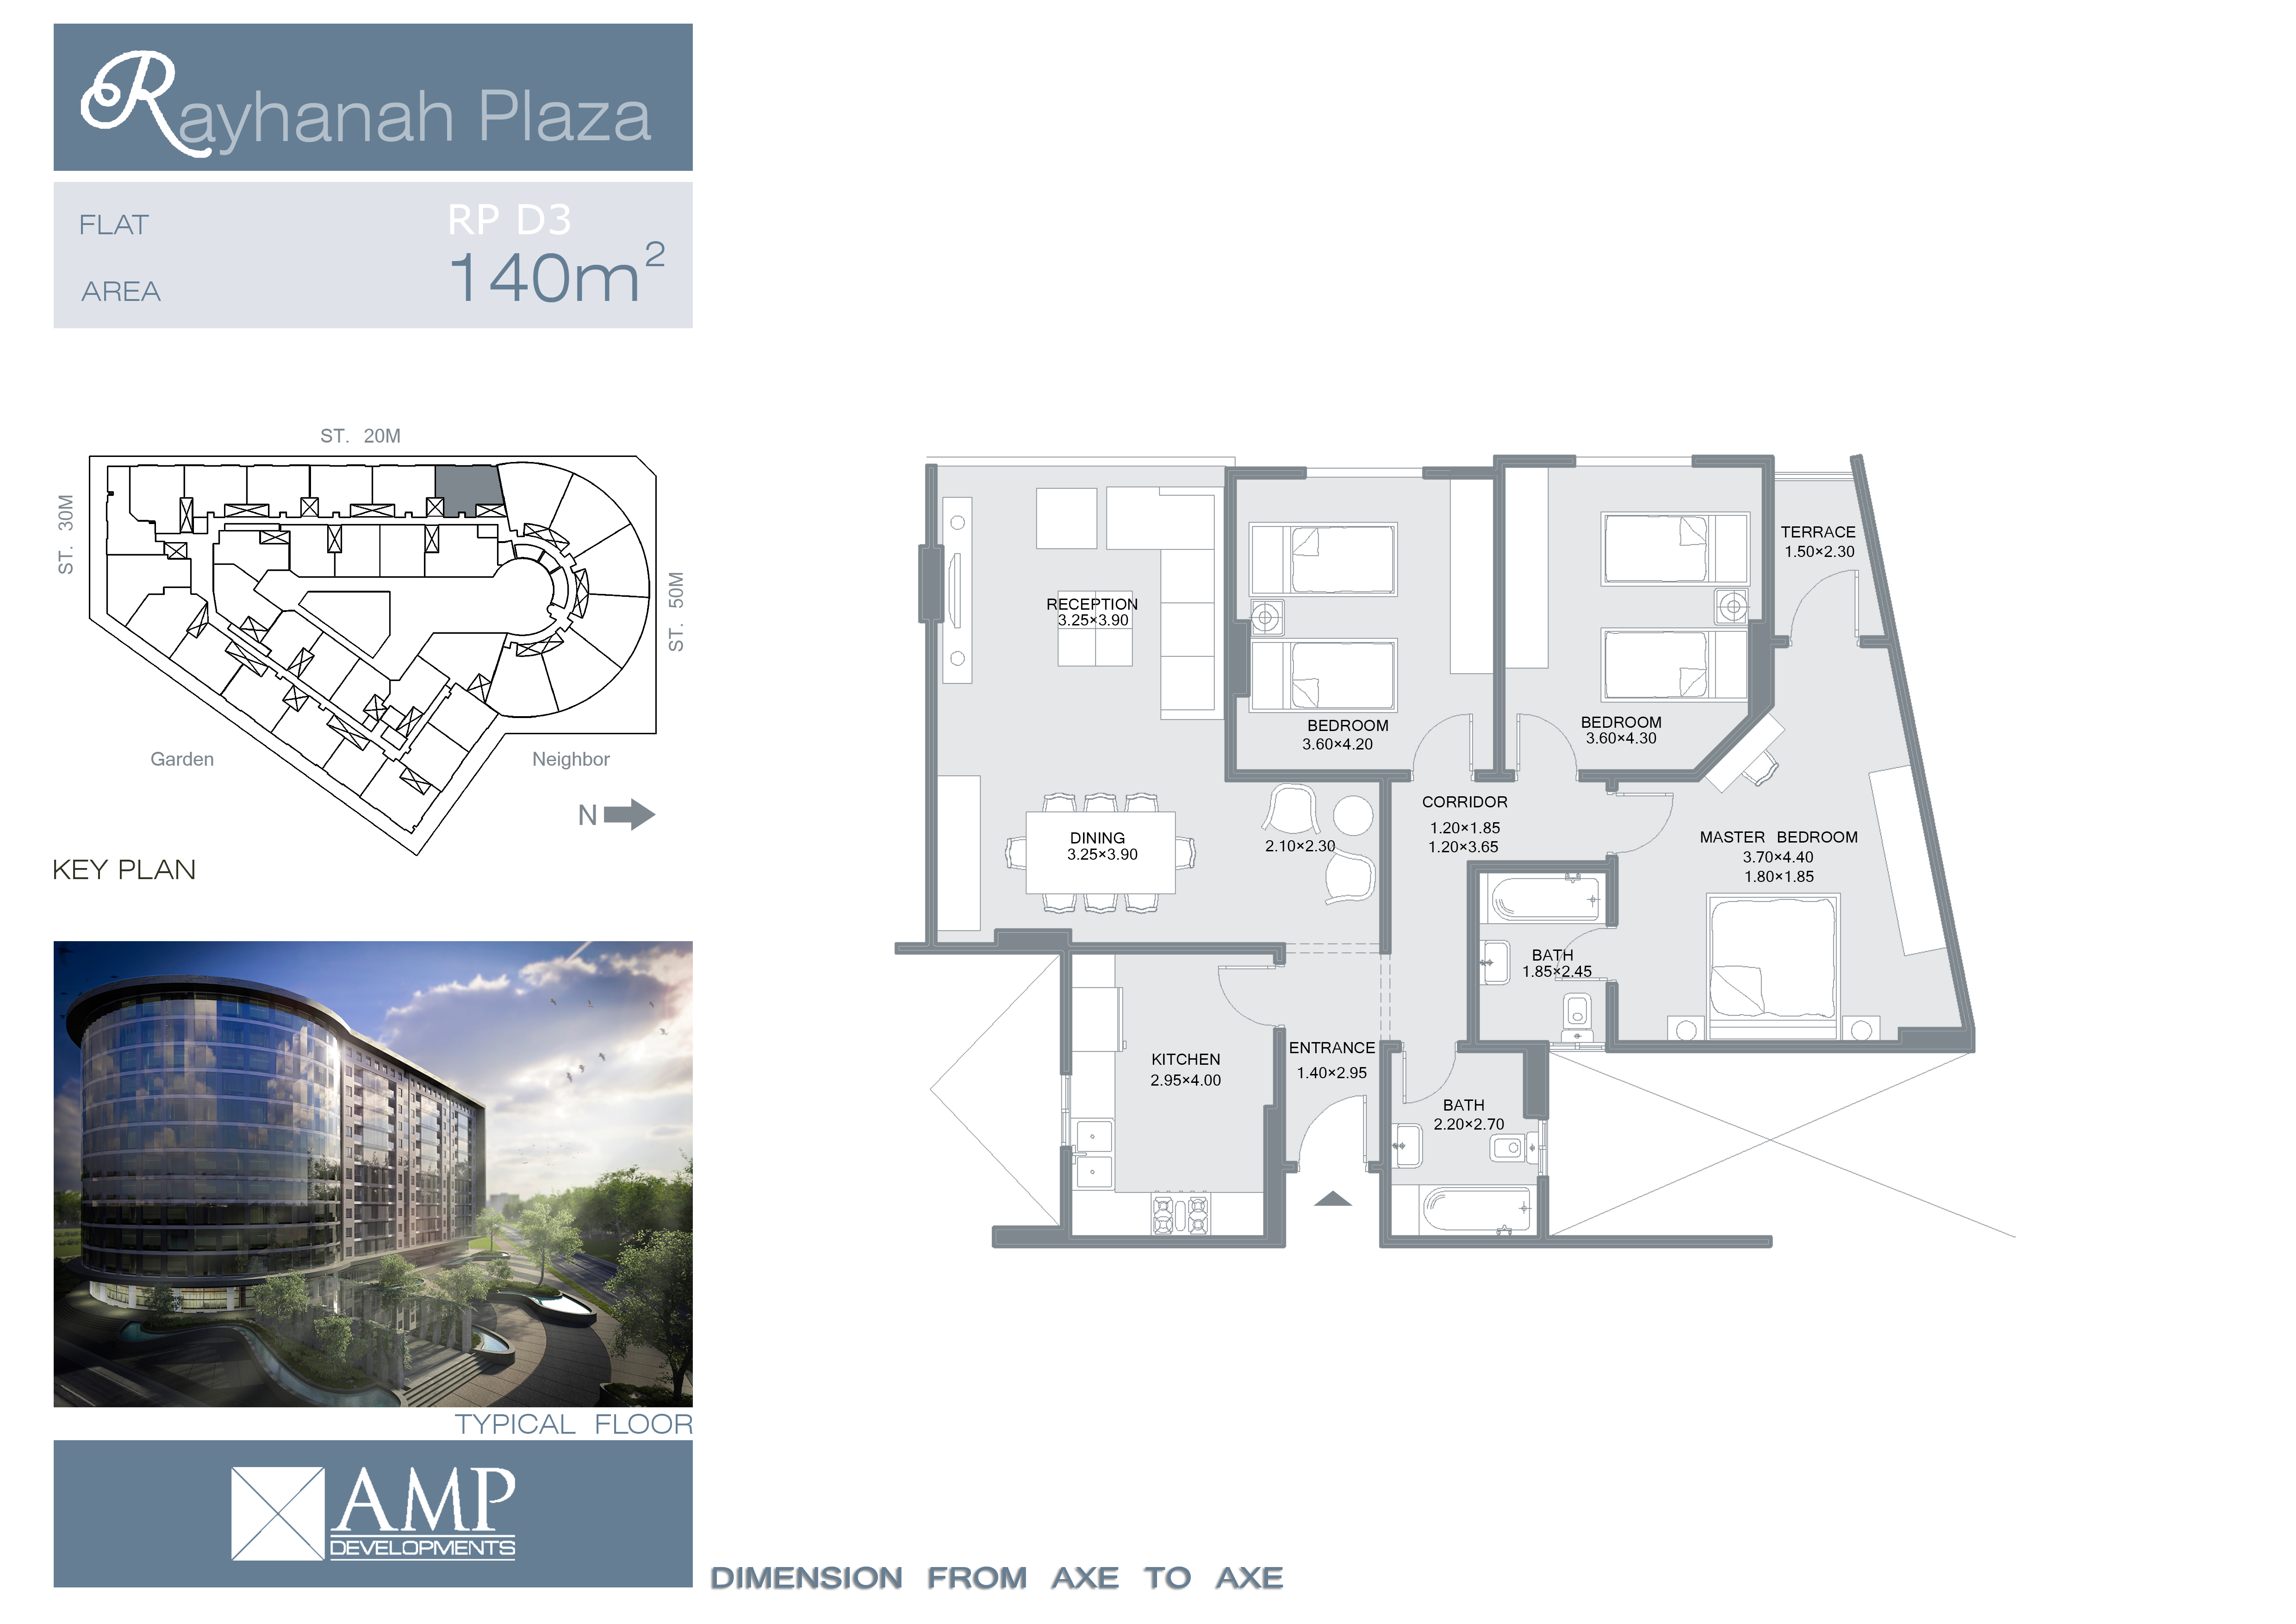 Rayhanah Plaza
FLAT RP D3
AREA 140m²
ST. 20M
ST. 30M
ST. 50M
Garden
Neighbor
N
KEY PLAN
TYPICAL FLOOR
AMP
DEVELOPMENTS
TERRACE
1.50×2.30
RECEPTION
3.25×3.90
BEDROOM
3.60×4.20
BEDROOM
3.60×4.30
CORRIDOR
1.20×1.85
1.20×3.65
DINING
3.25×3.90
2.10×2.30
MASTER BEDROOM
3.70×4.40
1.80×1.85
BATH
1.85×2.45
KITCHEN
2.95×4.00
ENTRANCE
1.40×2.95
BATH
2.20×2.70
DIMENSION FROM AXE TO AXE